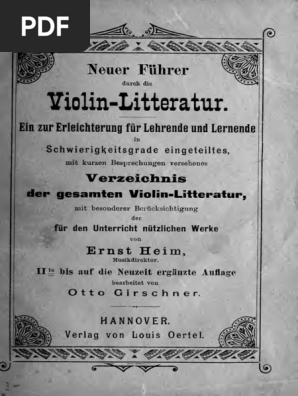 PDF
Neuer Führer
durch die
Violin-Litteratur.
Ein zur Erleichterung für Lehrende und Lernende
in
Schwierigkeitsgrade eingeteiltes,
mit kurzen Besprechungen versehenes
Verzeichnis
der gesamten Violin-Litteratur,
mit besonderer Berücksichtigung
der
für den Unterricht nützlichen Werke
von
Ernst Heim,
Musikdirektor.
IIte bis auf die Neuzeit ergänzte Auflage
bearbeitet von
Otto Girschner.
HANNOVER.
Verlag von Louis Oertel.